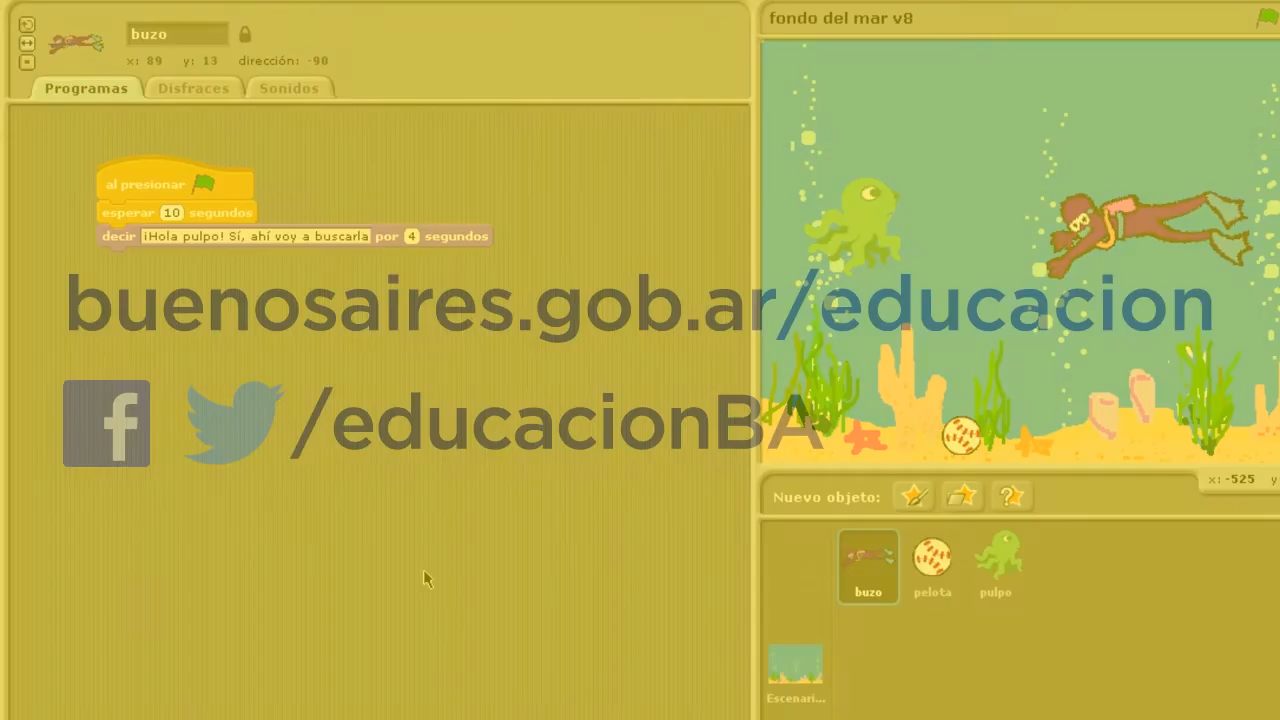 buzo
x: 89 y: 13 dirección: -90
Programas Disfraces Sonidos
al presionar
esperar 10 segundos
decir ¡Hola pulpo! Sí, ahí voy a buscarla por 4 segundos
fondo del mar v8
buenosaires.gob.ar/educacion
f /educacionBA
x: -525 y
Nuevo objeto:
buzo pelota pulpo
Escenari...